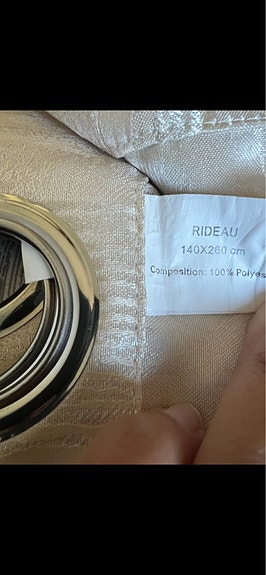 RIDEAU
140X260 cm
Composition: 100% Polyes